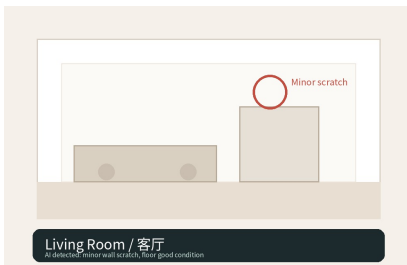 Minor scratch
Living Room / 客厅
AI detected: minor wall scratch, floor good condition